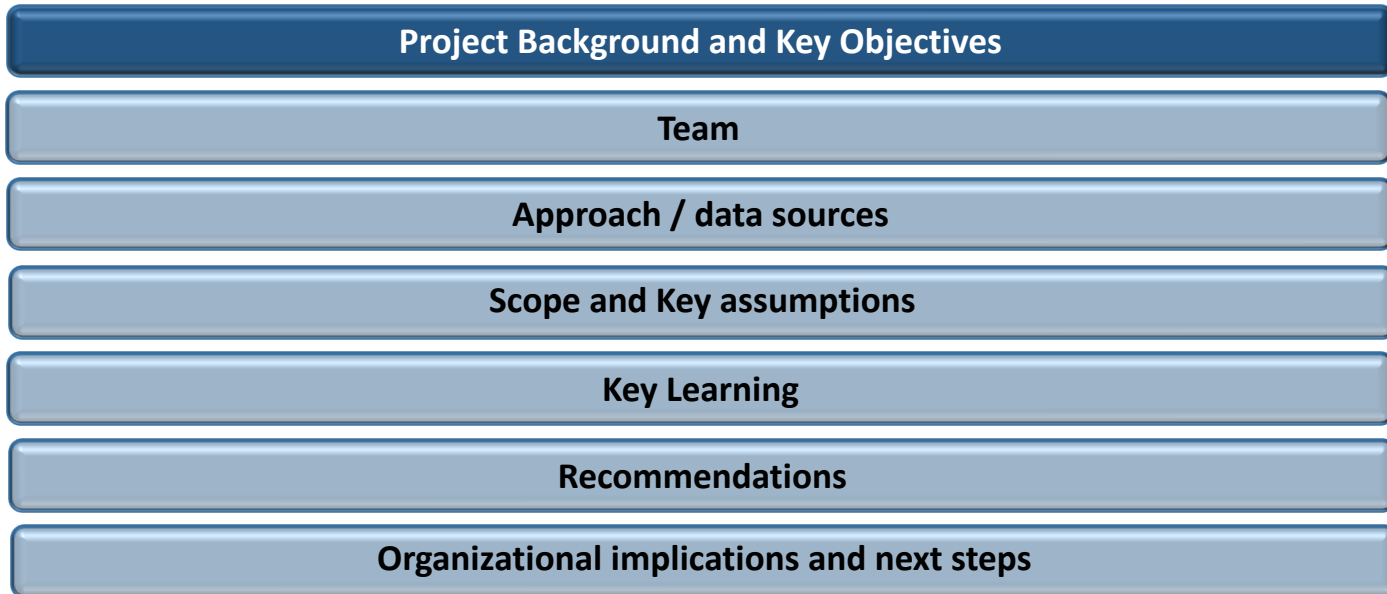 Project Background and Key Objectives
Team
Approach / data sources
Scope and Key assumptions
Key Learning
Recommendations
Organizational implications and next steps